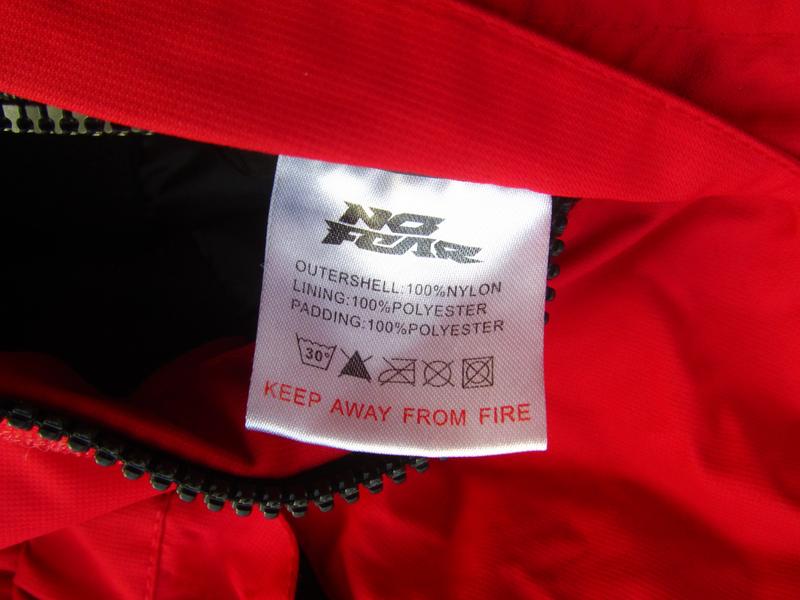 NO
FEAR
OUTERSHELL:100%NYLON
LINING:100%POLYESTER
PADDING:100%POLYESTER
30°
KEEP AWAY FROM FIRE